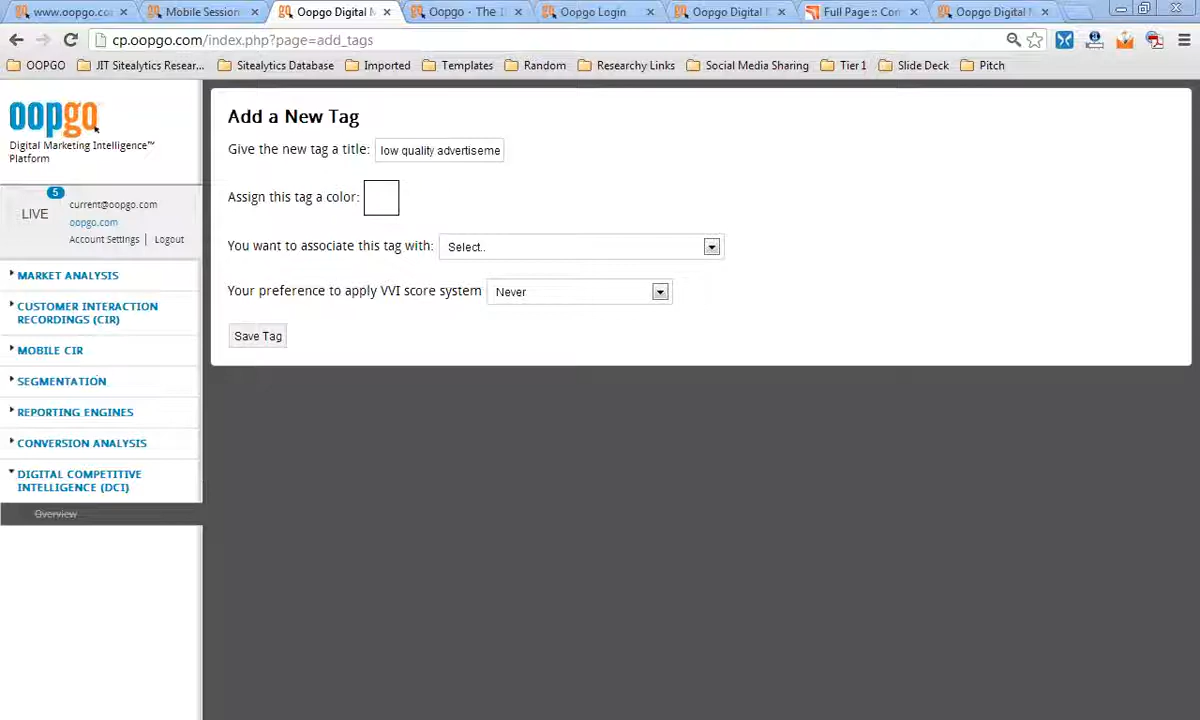 www.oopgo.co
Mobile Session
Oopgo Digital M
Oopgo - The I
Oopgo Login
Oopgo Digital
Full Page :: Con
Oopgo Digital M
cp.oopgo.com/index.php?page=add_tags
OOPGO
JIT Sitealytics Resear...
Sitealytics Database
Imported
Templates
Random
Researchy Links
Social Media Sharing
Tier 1
Slide Deck
Pitch
oopgo
Digital Marketing Intelligence™
Platform
5
LIVE
current@oopgo.com
oopgo.com
Account Settings | Logout
MARKET ANALYSIS
CUSTOMER INTERACTION
RECORDINGS (CIR)
MOBILE CIR
SEGMENTATION
REPORTING ENGINES
CONVERSION ANALYSIS
DIGITAL COMPETITIVE
INTELLIGENCE (DCI)
Overview
Add a New Tag
Give the new tag a title: low quality advertiseme
Assign this tag a color:
You want to associate this tag with: Select..
Your preference to apply VVI score system Never
Save Tag